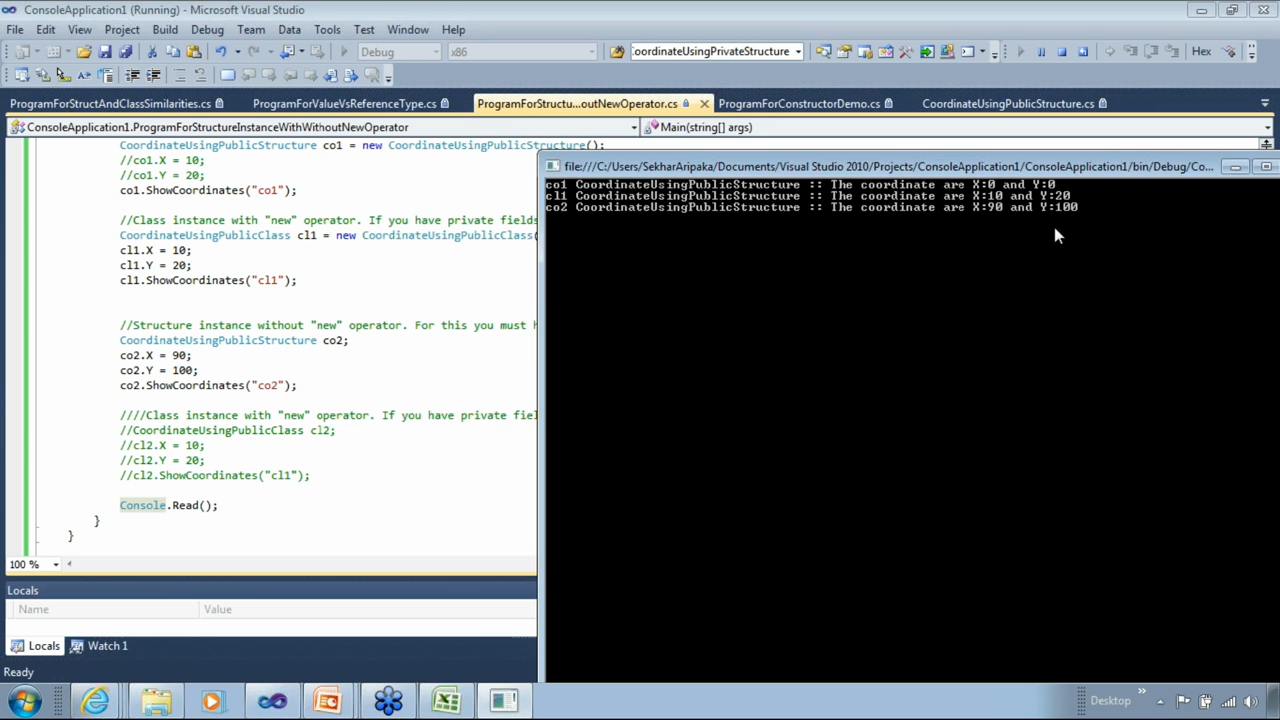 ConsoleApplication1 (Running) - Microsoft Visual Studio
File Edit View Project Build Debug Team Data Tools Test Window Help
Debug x86 oordinateUsingPrivateStructure Hex
ProgramForStructAndClassSimilarities.cs ProgramForValueVsReferenceType.cs ProgramForStructu...outNewOperator.cs ProgramForConstructorDemo.cs CoordinateUsingPublicStructure.cs
ConsoleApplication1.ProgramForStructureInstanceWithWithoutNewOperator Main(string[] args)
CoordinateUsingPublicStructure co1 = new CoordinateUsingPublicStructure();
//co1.X = 10;
//co1.Y = 20;
co1.ShowCoordinates("co1");
//Class instance with "new" operator. If you have private fields
CoordinateUsingPublicClass cl1 = new CoordinateUsingPublicClass(
cl1.X = 10;
cl1.Y = 20;
cl1.ShowCoordinates("cl1");
//Structure instance without "new" operator. For this you must h
CoordinateUsingPublicStructure co2;
co2.X = 90;
co2.Y = 100;
co2.ShowCoordinates("co2");
////Class instance with "new" operator. If you have private fiel
//CoordinateUsingPublicClass cl2;
//cl2.X = 10;
//cl2.Y = 20;
//cl2.ShowCoordinates("cl1");
Console.Read();
}
}
100 %
file:///C:/Users/SekharAripaka/Documents/Visual Studio 2010/Projects/ConsoleApplication1/ConsoleApplication1/bin/Debug/Co...
co1 CoordinateUsingPublicStructure :: The coordinate are X:0 and Y:0
cl1 CoordinateUsingPublicStructure :: The coordinate are X:10 and Y:20
co2 CoordinateUsingPublicStructure :: The coordinate are X:90 and Y:100
Locals
Name Value
Locals Watch 1
Ready
Desktop